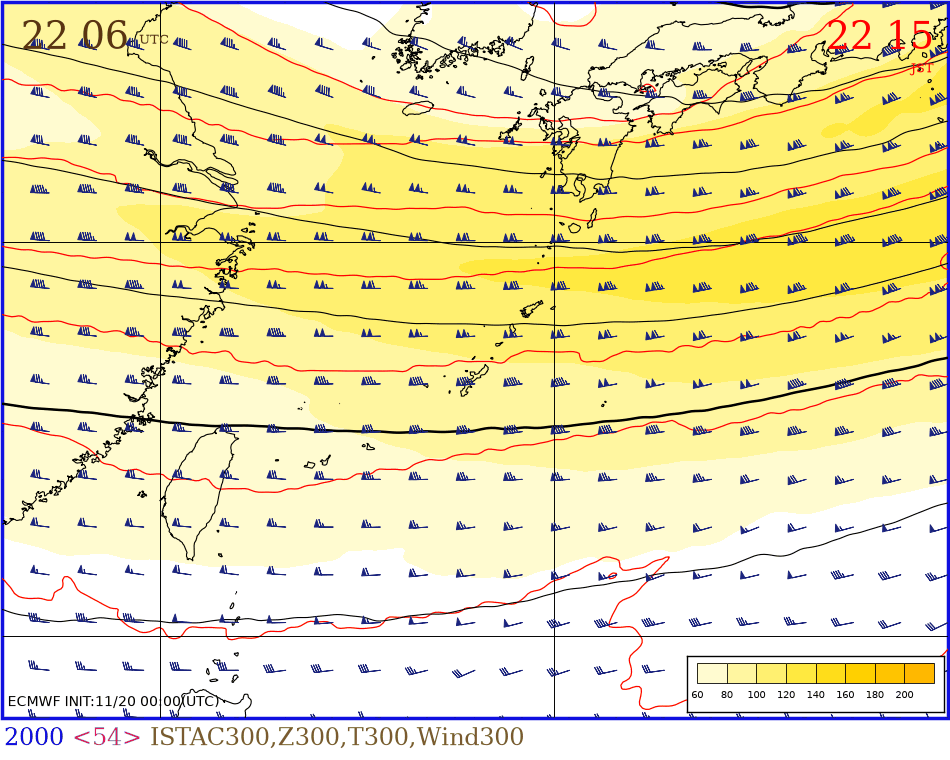 22 06 UTC
22 15
JST
60 80 100 120 140 160 180 200
ECMWF INIT:11/20 00:00(UTC)
2000 <54> ISTAC300,Z300,T300,Wind300